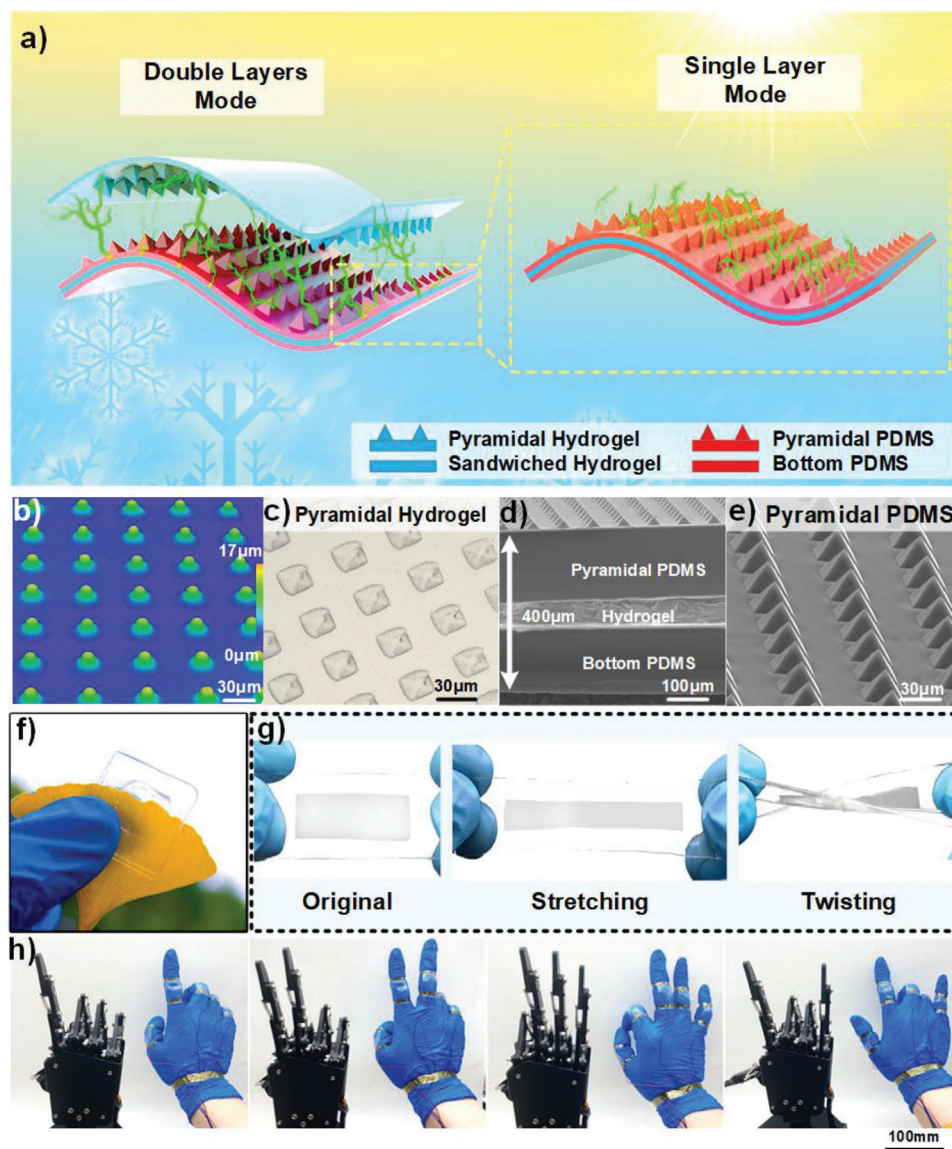 a)
Double Layers
Mode
Single Layer
Mode
Pyramidal Hydrogel
Pyramidal PDMS
Sandwiched Hydrogel
Bottom PDMS
b)
17μm
0μm
30μm
c) Pyramidal Hydrogel
30μm
d)
Pyramidal PDMS
400μm
Hydrogel
Bottom PDMS
100μm
e) Pyramidal PDMS
30μm
f)
g)
Original
Stretching
Twisting
h)
100mm